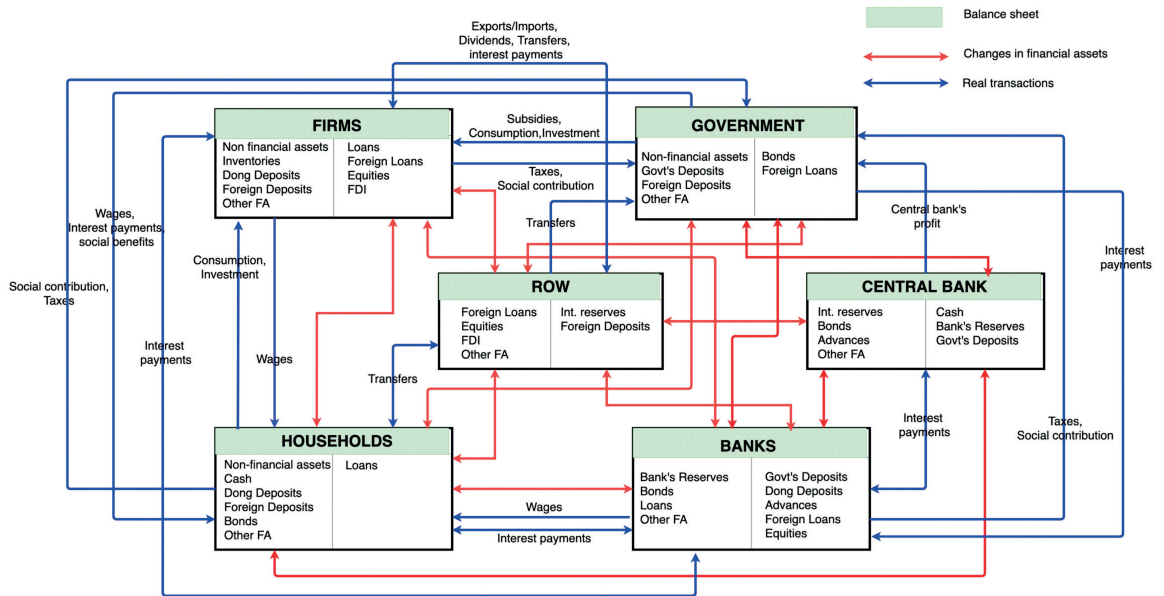 Exports/Imports,
Dividends, Transfers,
interest payments
Balance sheet
Changes in financial assets
Real transactions
FIRMS
Non financial assets
Inventories
Dong Deposits
Foreign Deposits
Other FA
Loans
Foreign Loans
Equities
FDI
Subsidies,
Consumption,Investment
Taxes,
Social contribution
Transfers
GOVERNMENT
Non-financial assets
Govt's Deposits
Foreign Deposits
Other FA
Bonds
Foreign Loans
Wages,
Interest payments,
social benefits
Consumption,
Investment
Social contribution,
Taxes
Interest
payments
Wages
Central bank's
profit
Interest
payments
ROW
Foreign Loans
Equities
FDI
Other FA
Int. reserves
Foreign Deposits
CENTRAL BANK
Int. reserves
Bonds
Advances
Other FA
Cash
Bank's Reserves
Govt's Deposits
Transfers
Interest
payments
Taxes,
Social contribution
HOUSEHOLDS
Non-financial assets
Cash
Dong Deposits
Foreign Deposits
Bonds
Other FA
Loans
Wages
Interest payments
BANKS
Bank's Reserves
Bonds
Loans
Other FA
Govt's Deposits
Dong Deposits
Advances
Foreign Loans
Equities